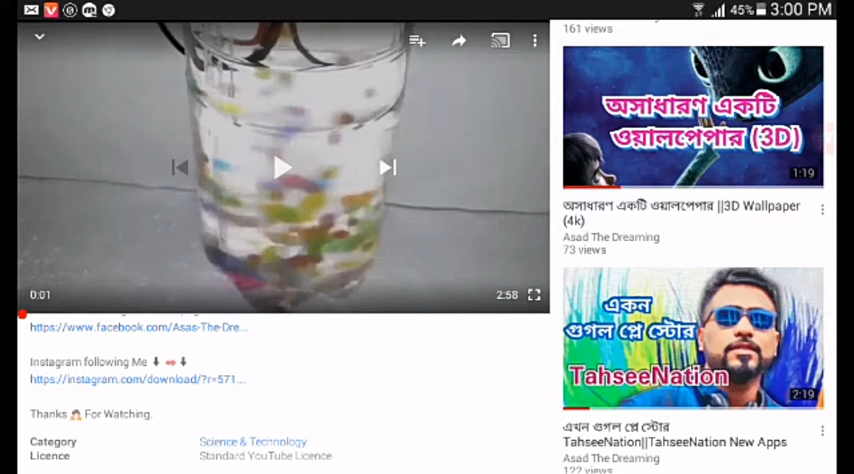 45% 3:00 PM
0:01
2:58
https://www.facebook.com/Asas-The-Dre...
Instagram following Me ⬇ ➡ ⬇
https://instagram.com/download/?r=571...
Thanks 🙏 For Watching.
Category Science & Technology
Licence Standard YouTube Licence
161 views
অসাধারণ একটি
ওয়ালপেপার (3D)
1:19
অসাধারণ একটি ওয়ালপেপার ||3D Wallpaper
(4k)
Asad The Dreaming
73 views
একন
গুগল প্লে স্টোর
TahseeNation
2:19
এখন গুগল প্লে স্টোর
TahseeNation||TahseeNation New Apps
Asad The Dreaming
122 views